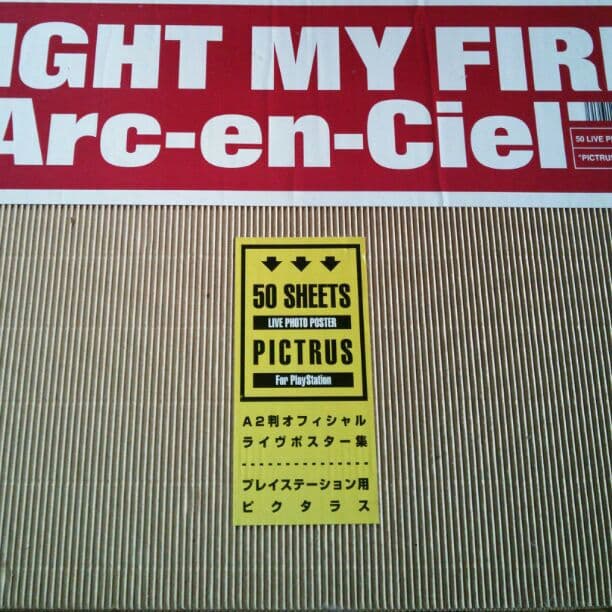 IGHT MY FIR
Arc-en-Ciel
50 LIVE P
"PICTRUS
50 SHEETS
LIVE PHOTO POSTER
PICTRUS
For PlayStation
A2判オフィシャル
ライヴポスター集
プレイステーション用
ピクタラス